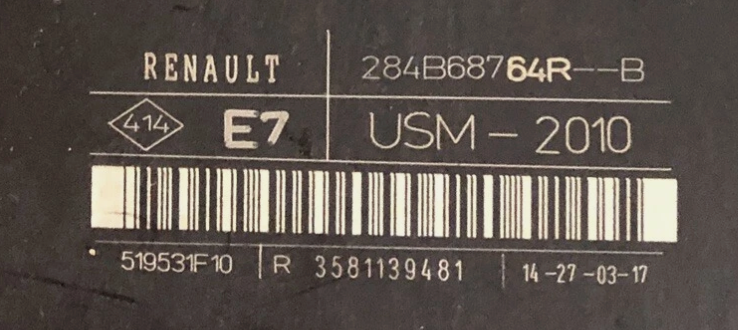 RENAULT 284B68764R--B
414 E7 USM-2010
519531F10 R 3581139481 14-27-03-17